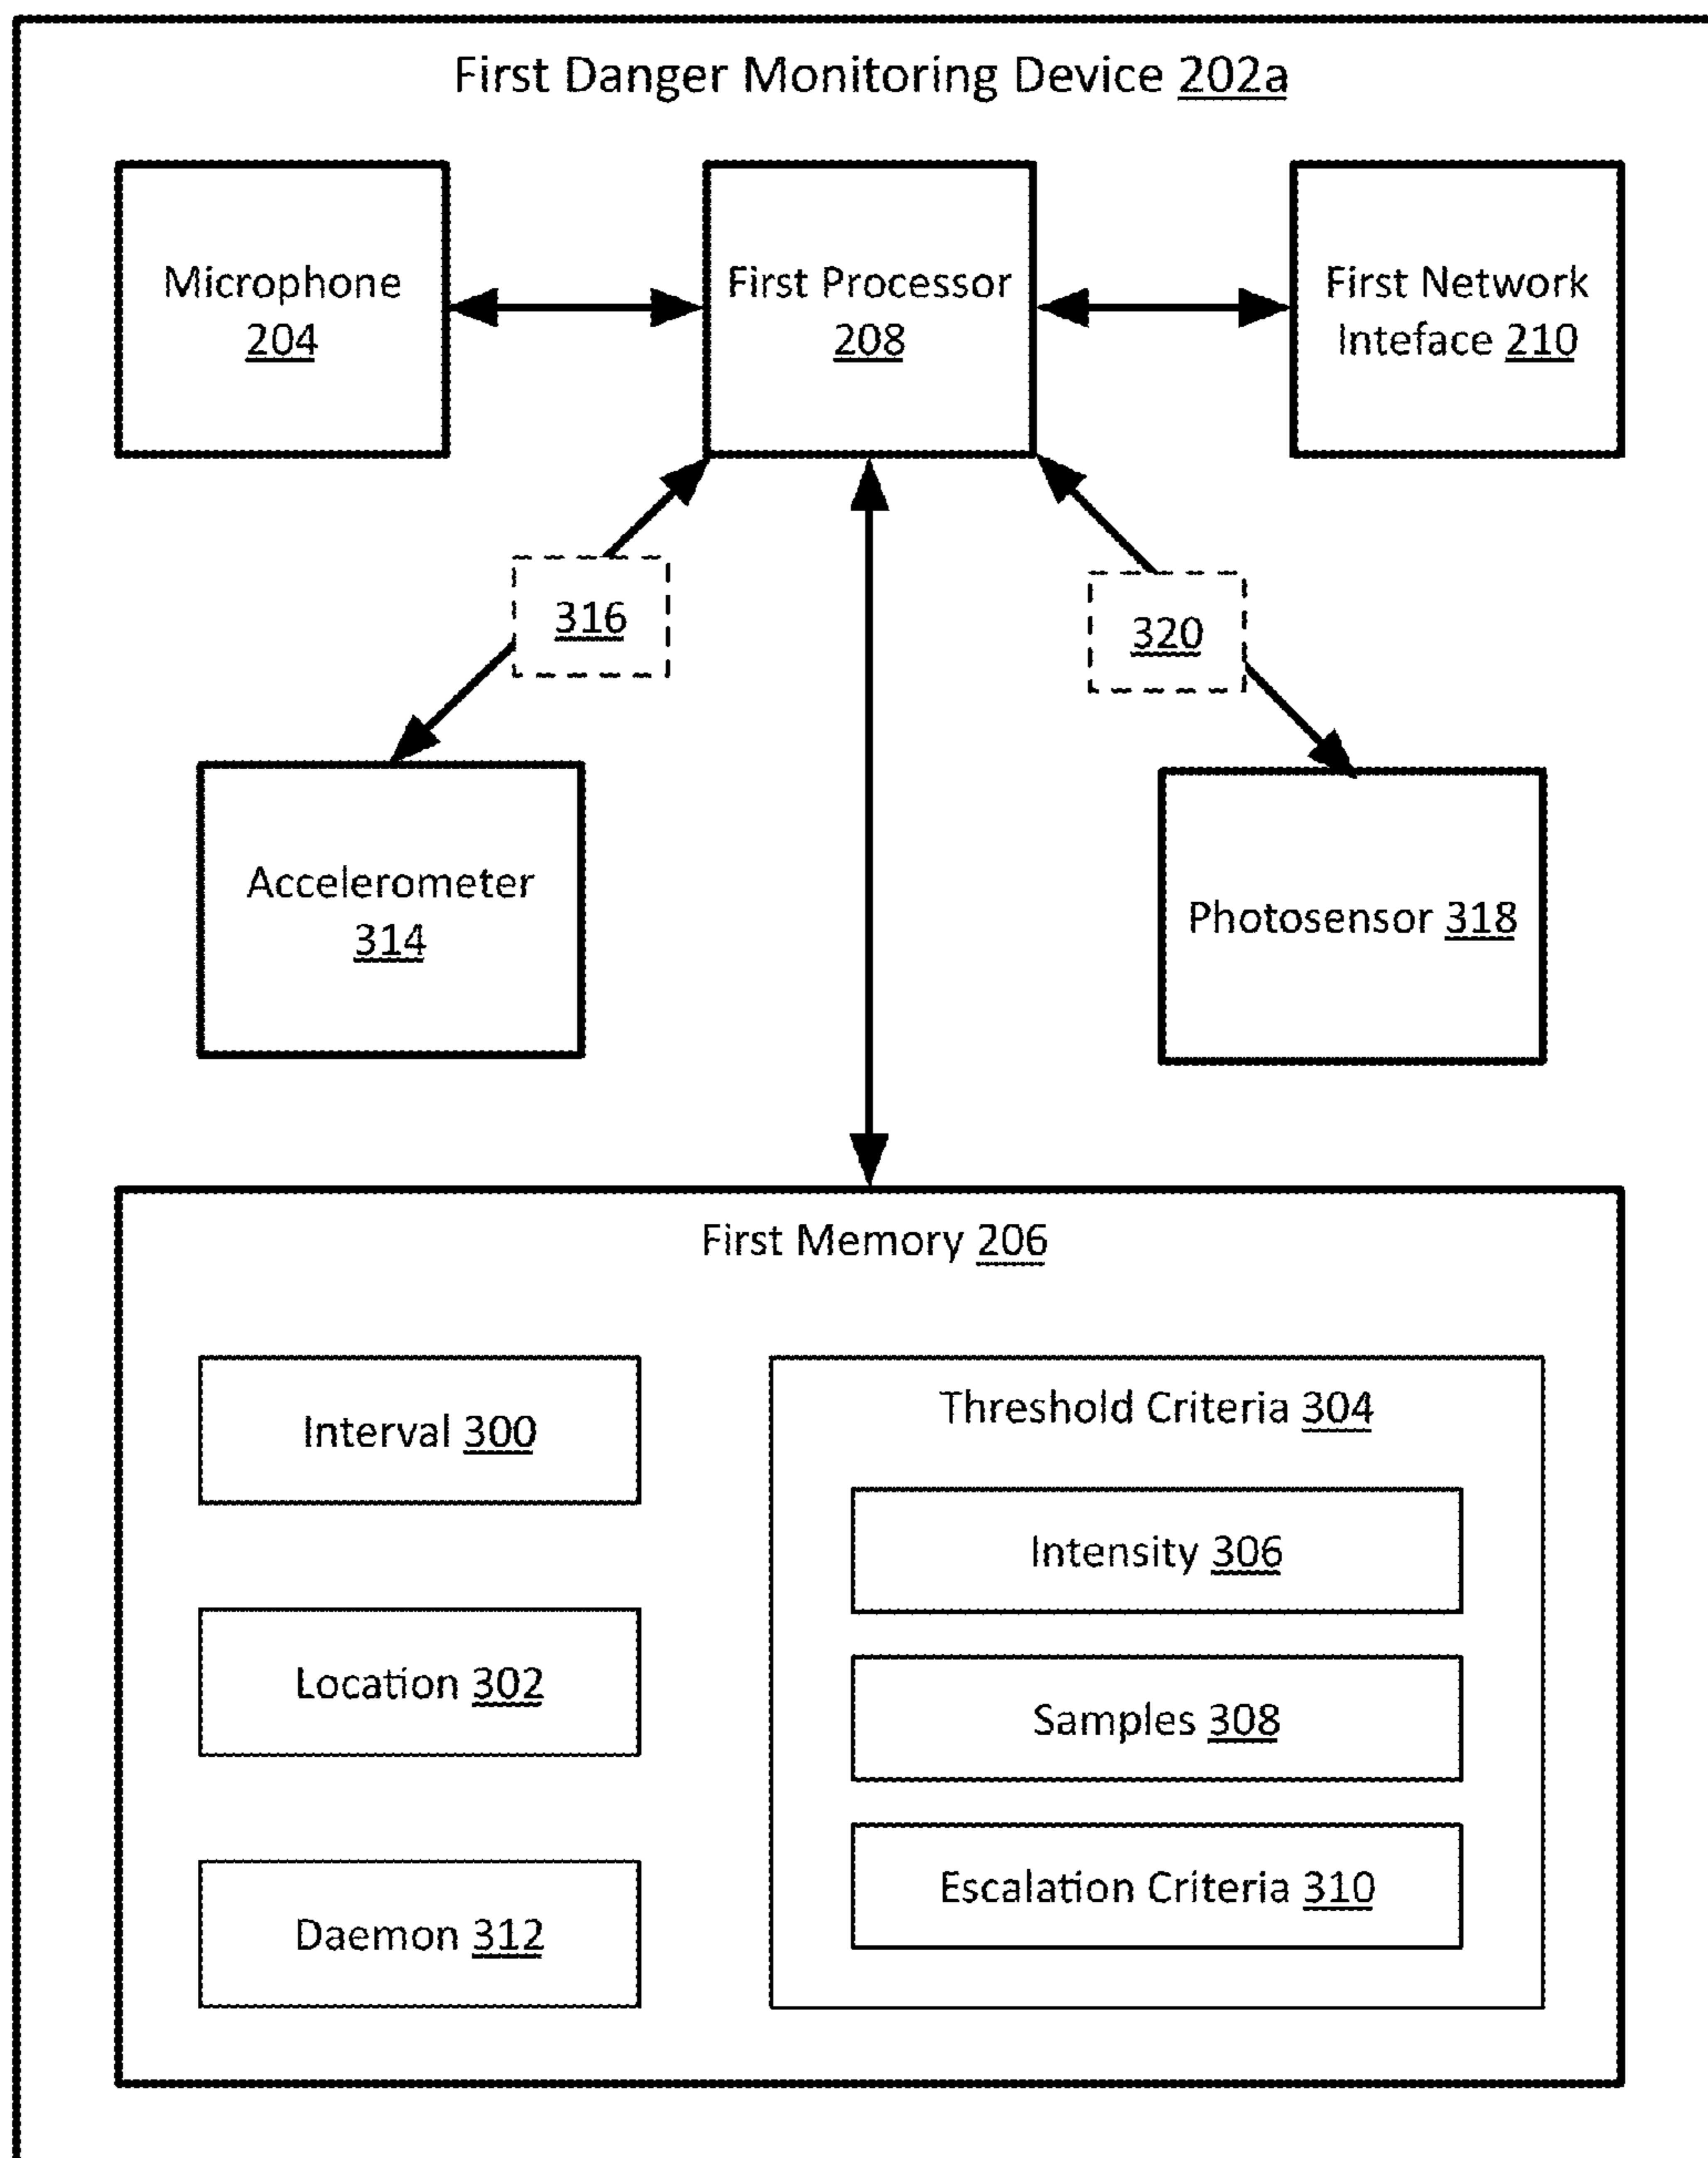 First Danger Monitoring Device 202a
Microphone
204
First Processor
208
First Network
Inteface 210
316
320
Accelerometer
314
Photosensor 318
First Memory 206
Interval 300
Location 302
Daemon 312
Threshold Criteria 304
Intensity 306
Samples 308
Escalation Criteria 310